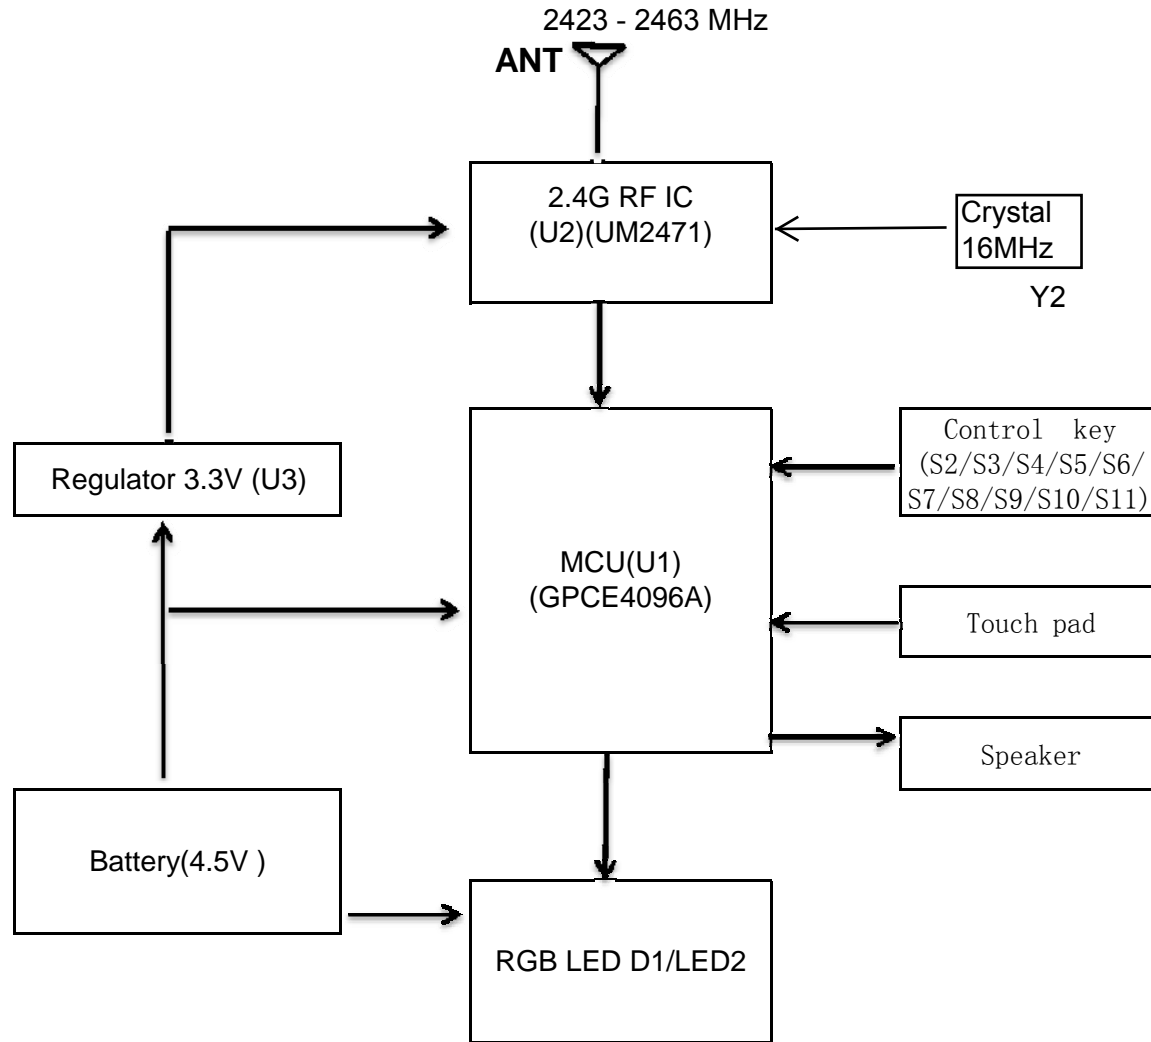 2423 - 2463 MHz
ANT
2.4G RF IC
(U2)(UM2471)
Crystal
16MHz
Y2
Control key
(S2/S3/S4/S5/S6/
S7/S8/S9/S10/S11)
Regulator 3.3V (U3)
MCU(U1)
(GPCE4096A)
Touch pad
Speaker
Battery(4.5V )
RGB LED D1/LED2